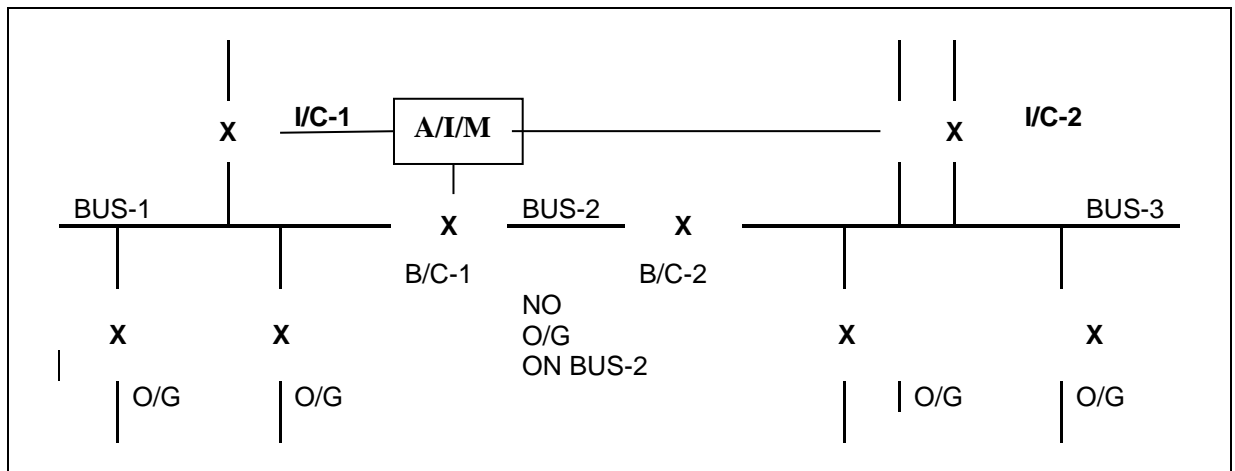 I/C-1
A/I/M
X
X
I/C-2
BUS-1
X
BUS-2
X
BUS-3
B/C-1
B/C-2
NO
O/G
ON BUS-2
X
X
X
X
O/G
O/G
O/G
O/G